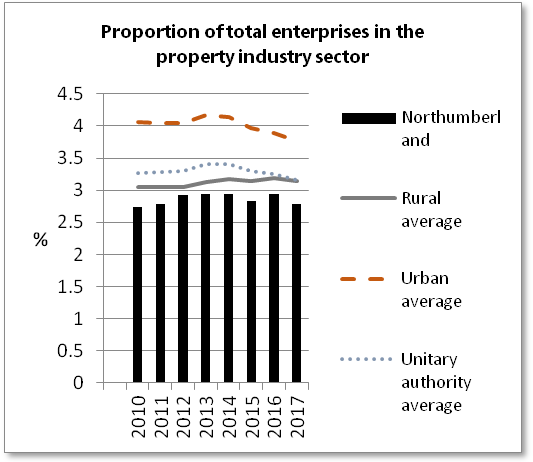 Proportion of total enterprises in the
property industry sector
4.5
4
3.5
3
2.5
2
1.5
1
0.5
0
%
2010
2011
2012
2013
2014
2015
2016
2017
Northumberl
and
Rural
average
Urban
average
Unitary
authority
average